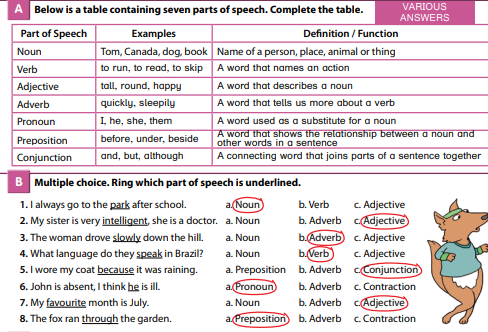 A Below is a table containing seven parts of speech. Complete the table. VARIOUS ANSWERS
Part of Speech Examples Definition / Function
Noun Tom, Canada, dog, book Name of a person, place, animal or thing
Verb to run, to read, to skip A word that names an action
Adjective tall, round, happy A word that describes a noun
Adverb quickly, sleepily A word that tells us more about a verb
Pronoun I, he, she, them A word used as a substitute for a noun
Preposition before, under, beside A word that shows the relationship between a noun and other words in a sentence
Conjunction and, but, although A connecting word that joins parts of a sentence together
B Multiple choice. Ring which part of speech is underlined.
1. I always go to the park after school. a. Noun b. Verb c. Adjective
2. My sister is very intelligent, she is a doctor. a. Noun b. Adverb c. Adjective
3. The woman drove slowly down the hill. a. Noun b. Adverb c. Adjective
4. What language do they speak in Brazil? a. Noun b. Verb c. Adjective
5. I wore my coat because it was raining. a. Preposition b. Adverb c. Conjunction
6. John is absent, I think he is ill. a. Pronoun b. Adverb c. Contraction
7. My favourite month is July. a. Noun b. Adverb c. Adjective
8. The fox ran through the garden. a. Preposition b. Adverb c. Contraction